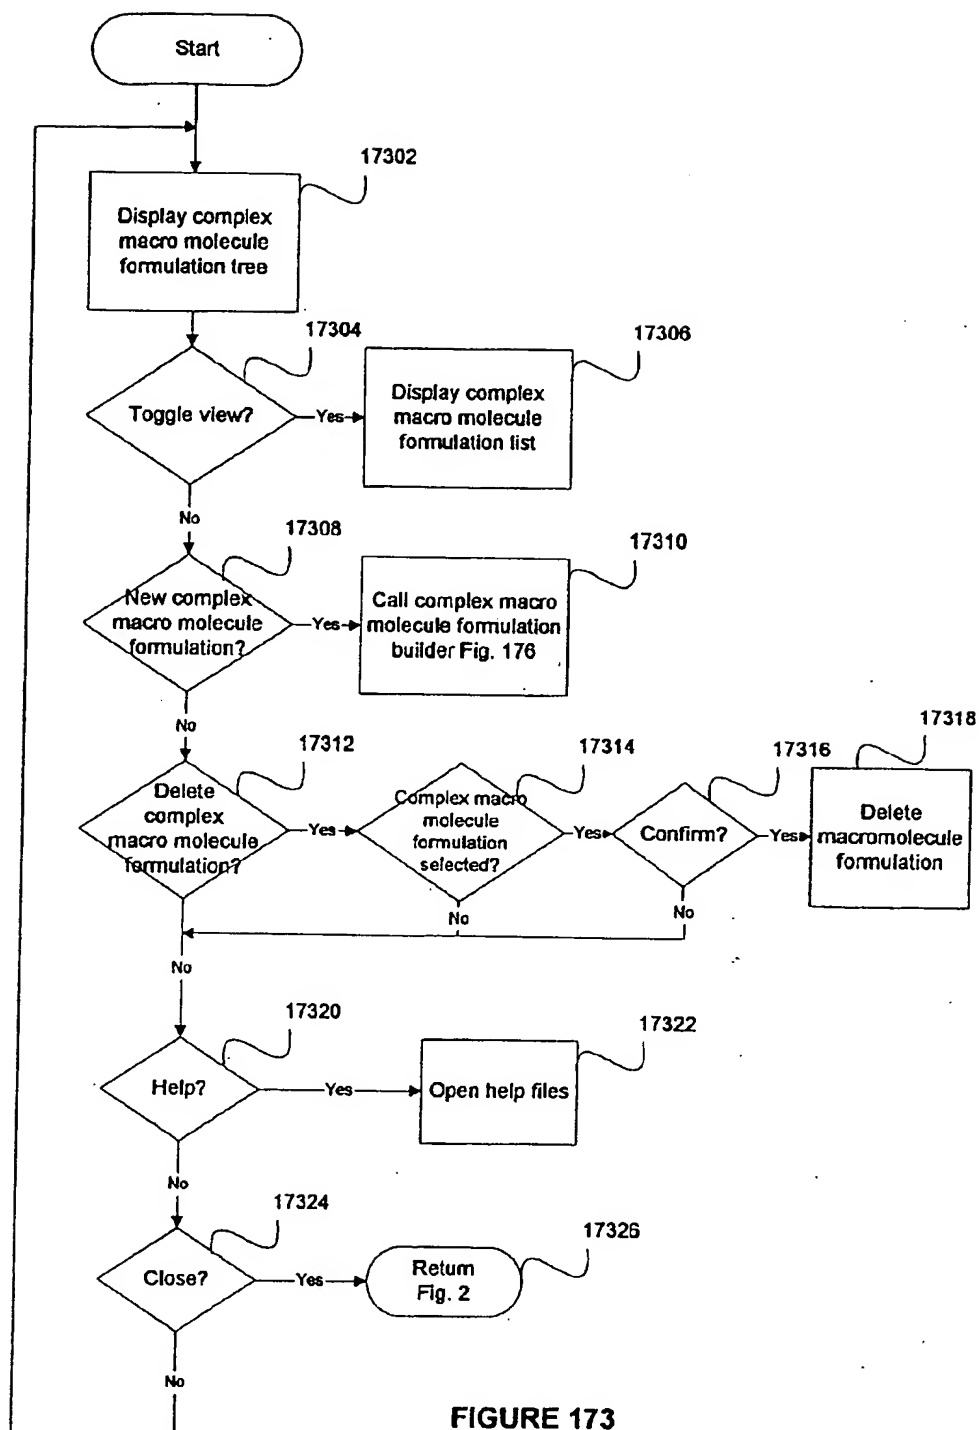 Start
17302
Display complex
macro molecule
formulation tree
17304
Toggle view?
Yes
17306
Display complex
macro molecule
formulation list
No
17308
New complex
macro molecule
formulation?
Yes
17310
Call complex macro
molecule formulation
builder Fig. 176
No
17312
Delete
complex
macro molecule
formulation?
Yes
17314
Complex macro
molecule
formulation
selected?
Yes
17316
Confirm?
Yes
17318
Delete
macromolecule
formulation
No
No
No
17320
Help?
Yes
17322
Open help files
No
17324
Close?
Yes
17326
Return
Fig. 2
No
FIGURE 173